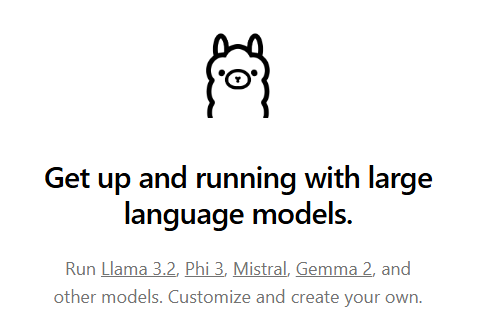 Get up and running with large
language models.
Run Llama 3.2, Phi 3, Mistral, Gemma 2, and
other models. Customize and create your own.